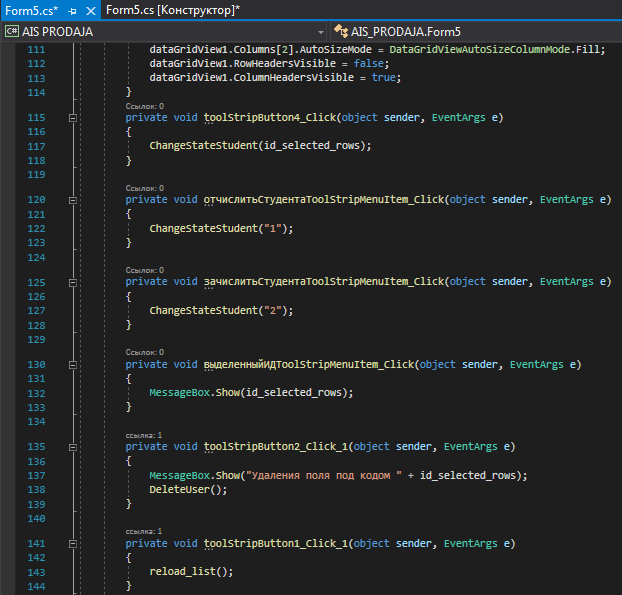 Form5.cs*
Form5.cs [Конструктор]*
C# AIS PRODAJA
AIS_PRODAJA.Form5
111 dataGridView1.Columns[2].AutoSizeMode = DataGridViewAutoSizeColumnMode.Fill;
112 dataGridView1.RowHeadersVisible = false;
113 dataGridView1.ColumnHeadersVisible = true;
114 }
Ссылок: 0
115 private void toolStripButton4_Click(object sender, EventArgs e)
116 {
117 ChangeStateStudent(id_selected_rows);
118 }
119
Ссылок: 0
120 private void отчислитьСтудентаToolStripMenuItem_Click(object sender, EventArgs e)
121 {
122 ChangeStateStudent("1");
123 }
124
Ссылок: 0
125 private void зачислитьСтудентаToolStripMenuItem_Click(object sender, EventArgs e)
126 {
127 ChangeStateStudent("2");
128 }
129
Ссылок: 0
130 private void выделенныйИДToolStripMenuItem_Click(object sender, EventArgs e)
131 {
132 MessageBox.Show(id_selected_rows);
133 }
134
ссылка: 1
135 private void toolStripButton2_Click_1(object sender, EventArgs e)
136 {
137 MessageBox.Show("Удаления поля под кодом " + id_selected_rows);
138 DeleteUser();
139 }
140
ссылка: 1
141 private void toolStripButton1_Click_1(object sender, EventArgs e)
142 {
143 reload_list();
144 }